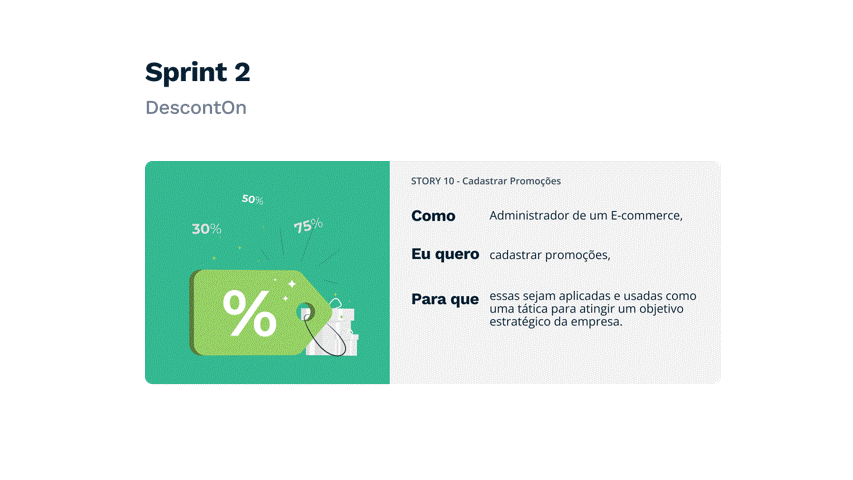 Sprint 2
DescontOn
50%
30%
75%
%
STORY 10 - Cadastrar Promoções
Como Administrador de um E-commerce,
Eu quero cadastrar promoções,
Para que essas sejam aplicadas e usadas como
uma tática para atingir um objetivo
estratégico da empresa.